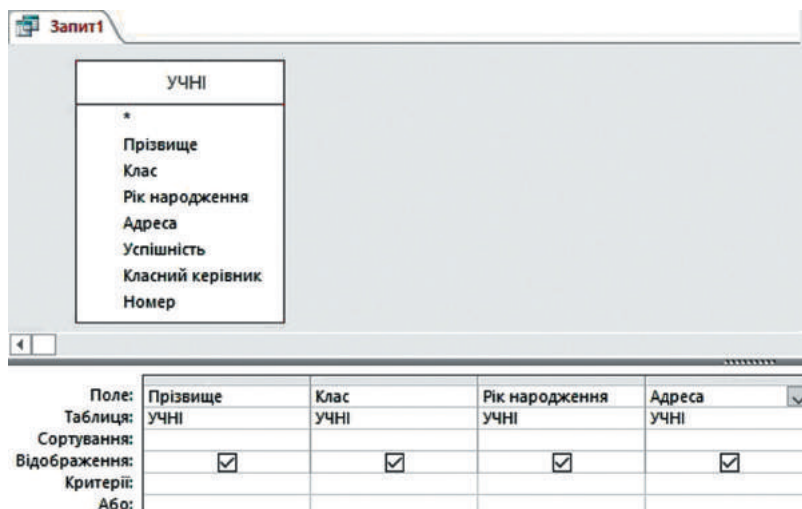 Запит1
УЧНІ
*
Прізвище
Клас
Рік народження
Адреса
Успішність
Класний керівник
Номер
Поле: Прізвище Клас Рік народження Адреса
Таблиця: УЧНІ УЧНІ УЧНІ УЧНІ
Сортування:
Відображення:
Критерії:
Або: